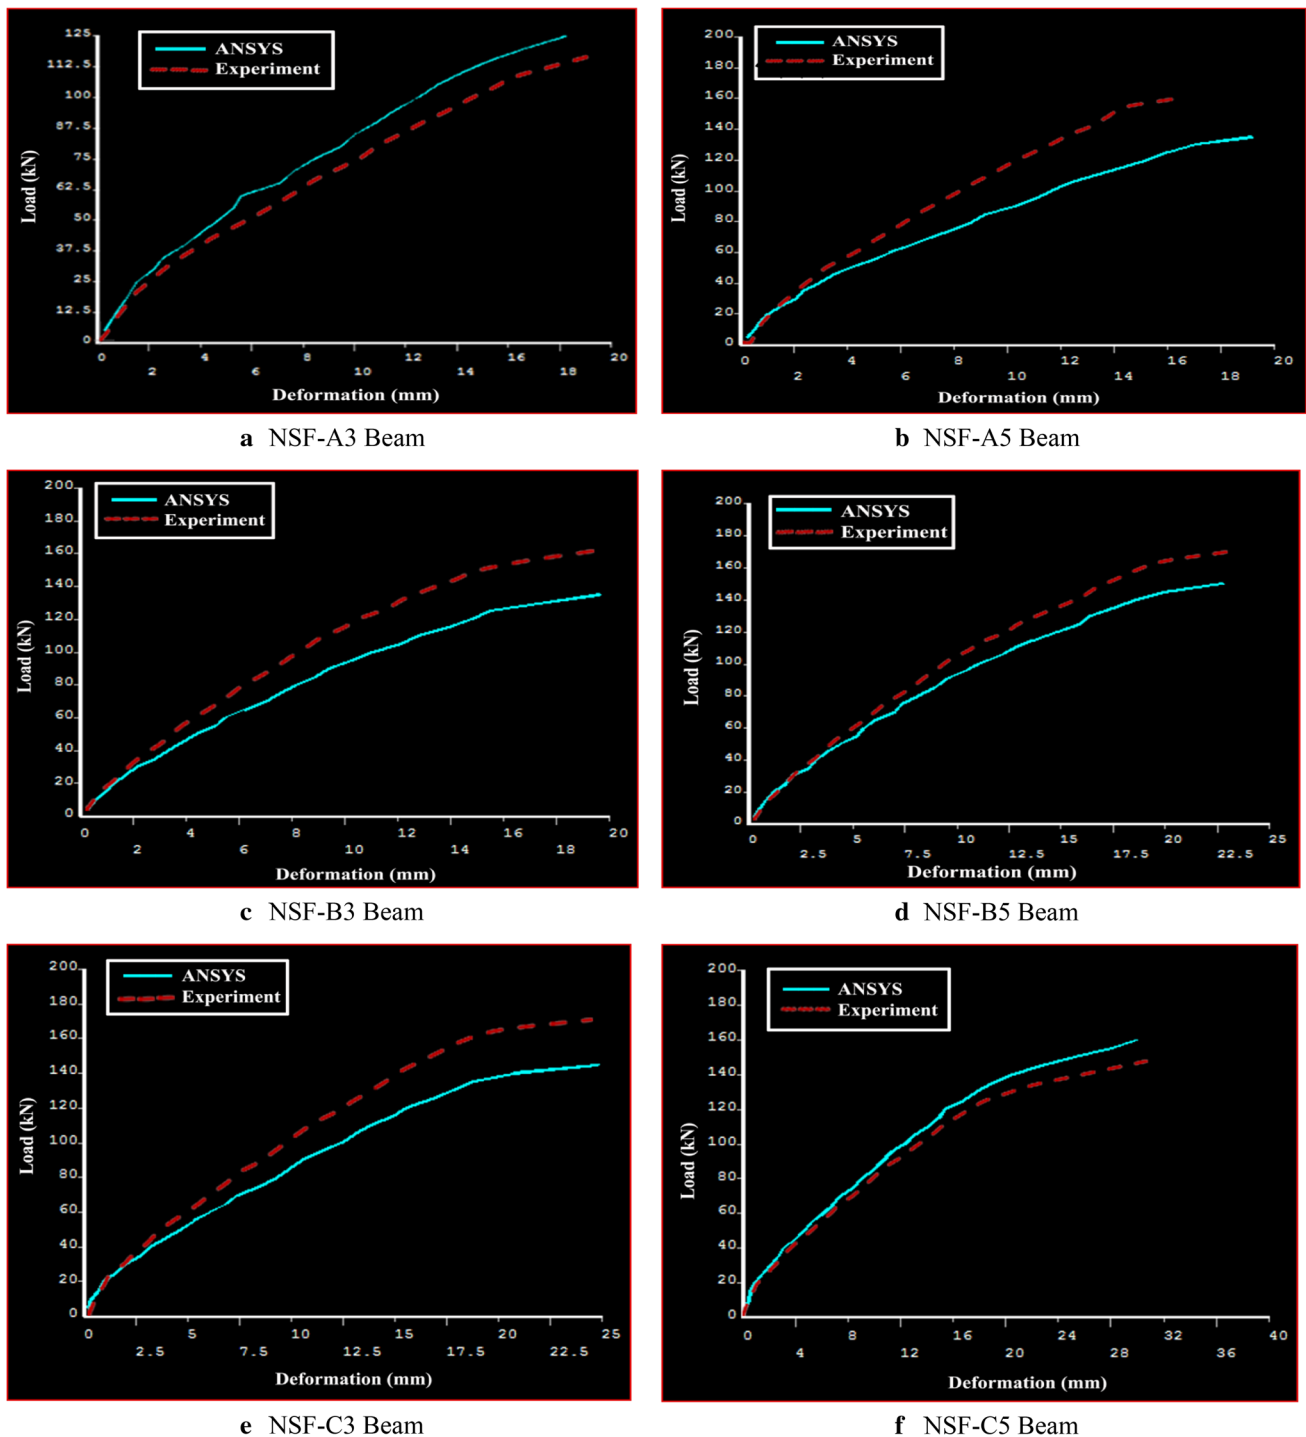 125
112.5
100
87.5
75
62.5
50
37.5
25
12.5
0
Load (kN)
ANSYS
Experiment
0 4 8 12 16 20
2 6 10 14 18
Deformation (mm)
a NSF-A3 Beam
200
180
160
140
120
100
80
60
40
20
0
Load (kN)
ANSYS
Experiment
0 4 8 12 16 20
2 6 10 14 18
Deformation (mm)
b NSF-A5 Beam
200
180
160
140
120
100
80
60
40
20
0
Load (kN)
ANSYS
Experiment
0 4 8 12 16 20
2 6 10 14 18
Deformation (mm)
c NSF-B3 Beam
200
180
160
140
120
100
80
60
40
20
0
Load (kN)
ANSYS
Experiment
0 5 10 15 20 25
2.5 7.5 12.5 17.5 22.5
Deformation (mm)
d NSF-B5 Beam
200
180
160
140
120
100
80
60
40
20
0
Load (kN)
ANSYS
Experiment
0 5 10 15 20 25
2.5 7.5 12.5 17.5 22.5
Deformation (mm)
e NSF-C3 Beam
200
180
160
140
120
100
80
60
40
20
0
Load (kN)
ANSYS
Experiment
0 8 16 24 32 40
4 12 20 28 36
Deformation (mm)
f NSF-C5 Beam